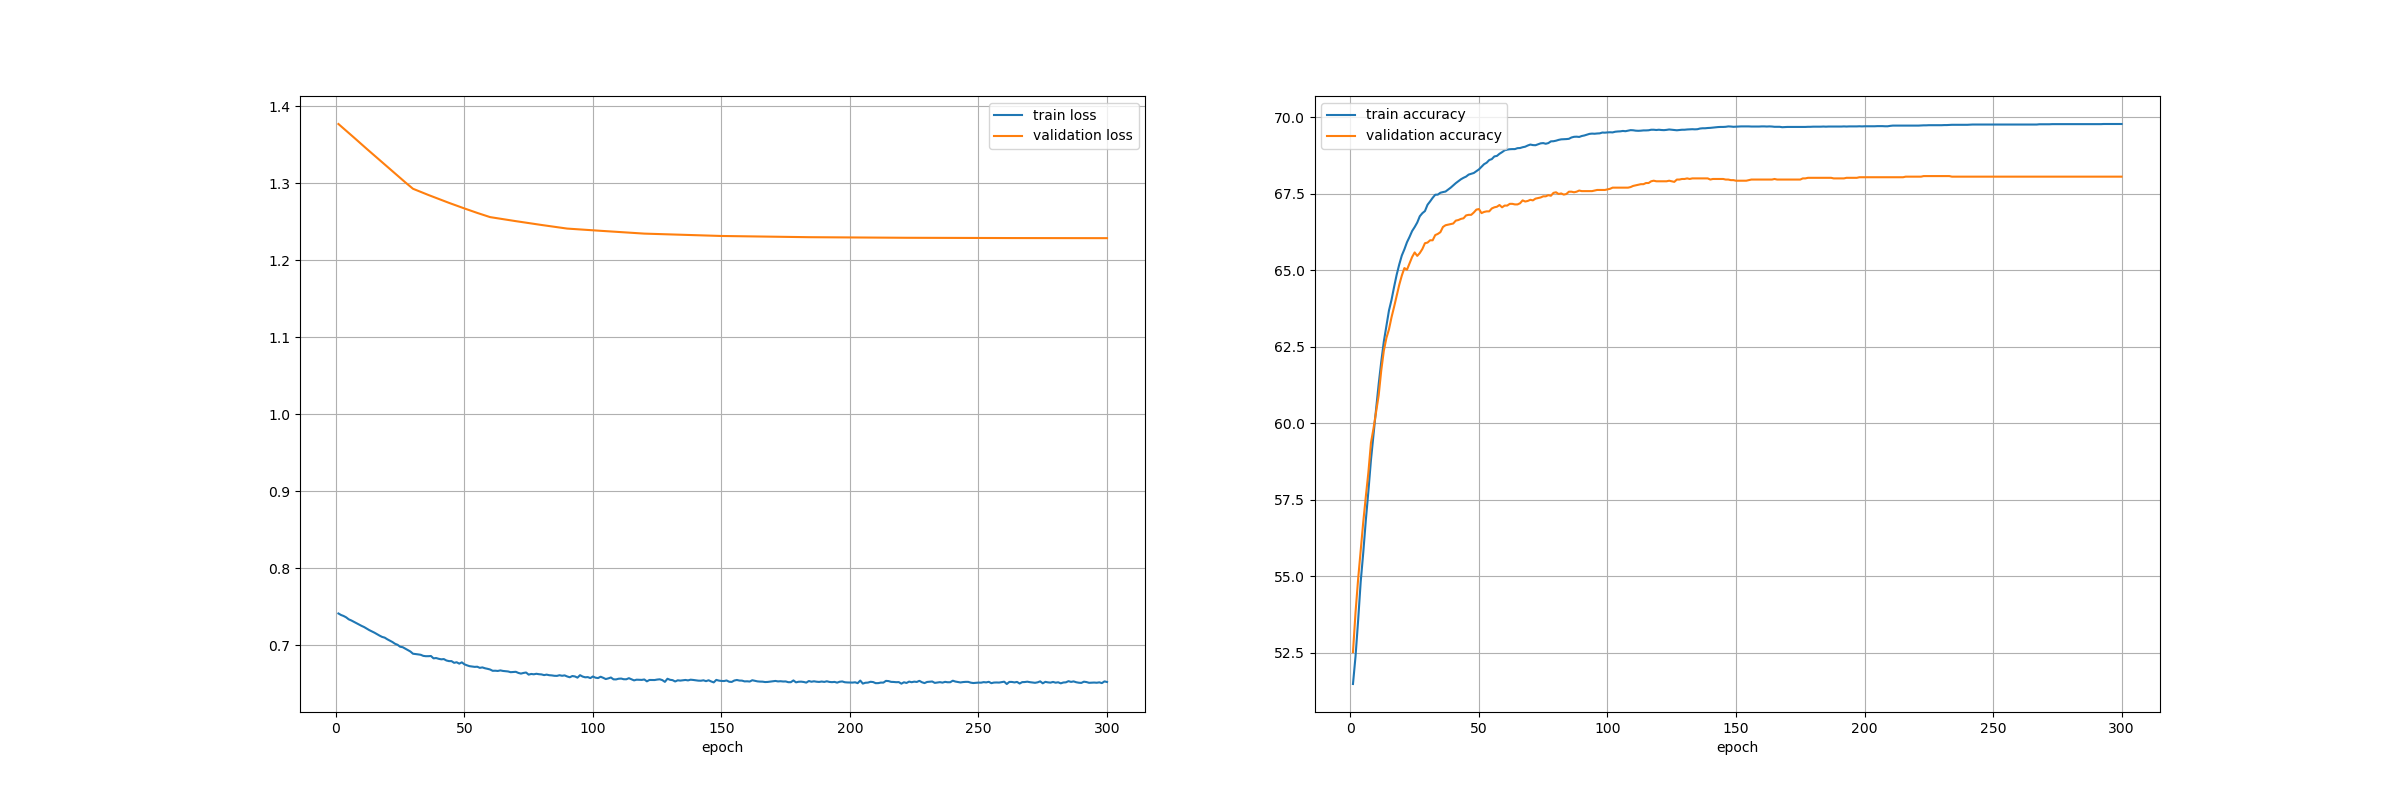 train loss
validation loss
1.4
1.3
1.2
1.1
1.0
0.9
0.8
0.7
0 50 100 150 200 250 300
epoch
train accuracy
validation accuracy
70.0
67.5
65.0
62.5
60.0
57.5
55.0
52.5
0 50 100 150 200 250 300
epoch